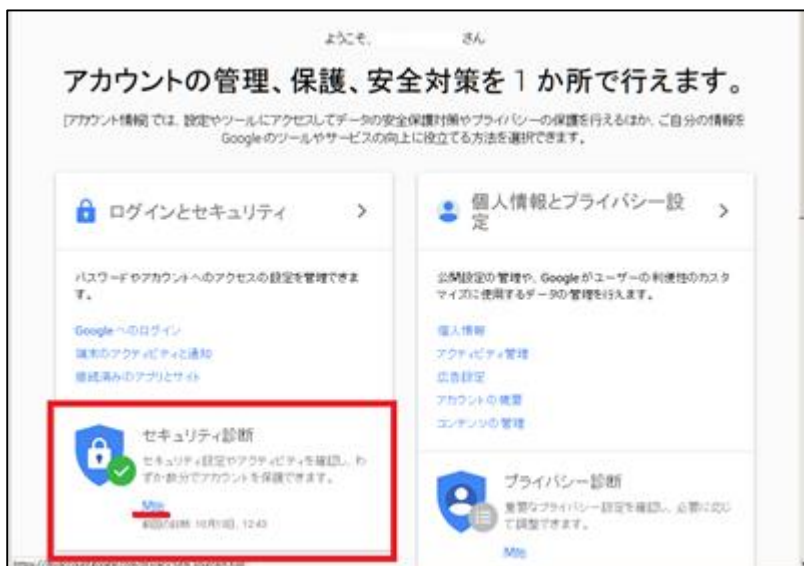 ようこそ、 さん
アカウントの管理、保護、安全対策を 1 か所で行えます。
[アカウント情報] では、設定やツールにアクセスしてデータの安全保護対策やプライバシーの保護を行えるほか、ご自分の情報を
Google のツールやサービスの向上に役立てる方法を選択できます。
ログインとセキュリティ
パスワードやアカウントへのアクセスの設定を管理できま
す。
Google へのログイン
端末のアクティビティと通知
接続済みのアプリとサイト
セキュリティ診断
セキュリティ設定やアクティビティを確認し、わ
ずか数分でアカウントを保護できます。
開始
前回の診断: 10月19日, 12:43
個人情報とプライバシー設
定
公開設定の管理や、Google がユーザーの利便性のカスタ
マイズに使用するデータの管理を行えます。
個人情報
アクティビティ管理
広告設定
アカウントの概要
コンテンツの管理
プライバシー診断
重要なプライバシー設定を確認し、必要に応じ
て調整できます。
開始